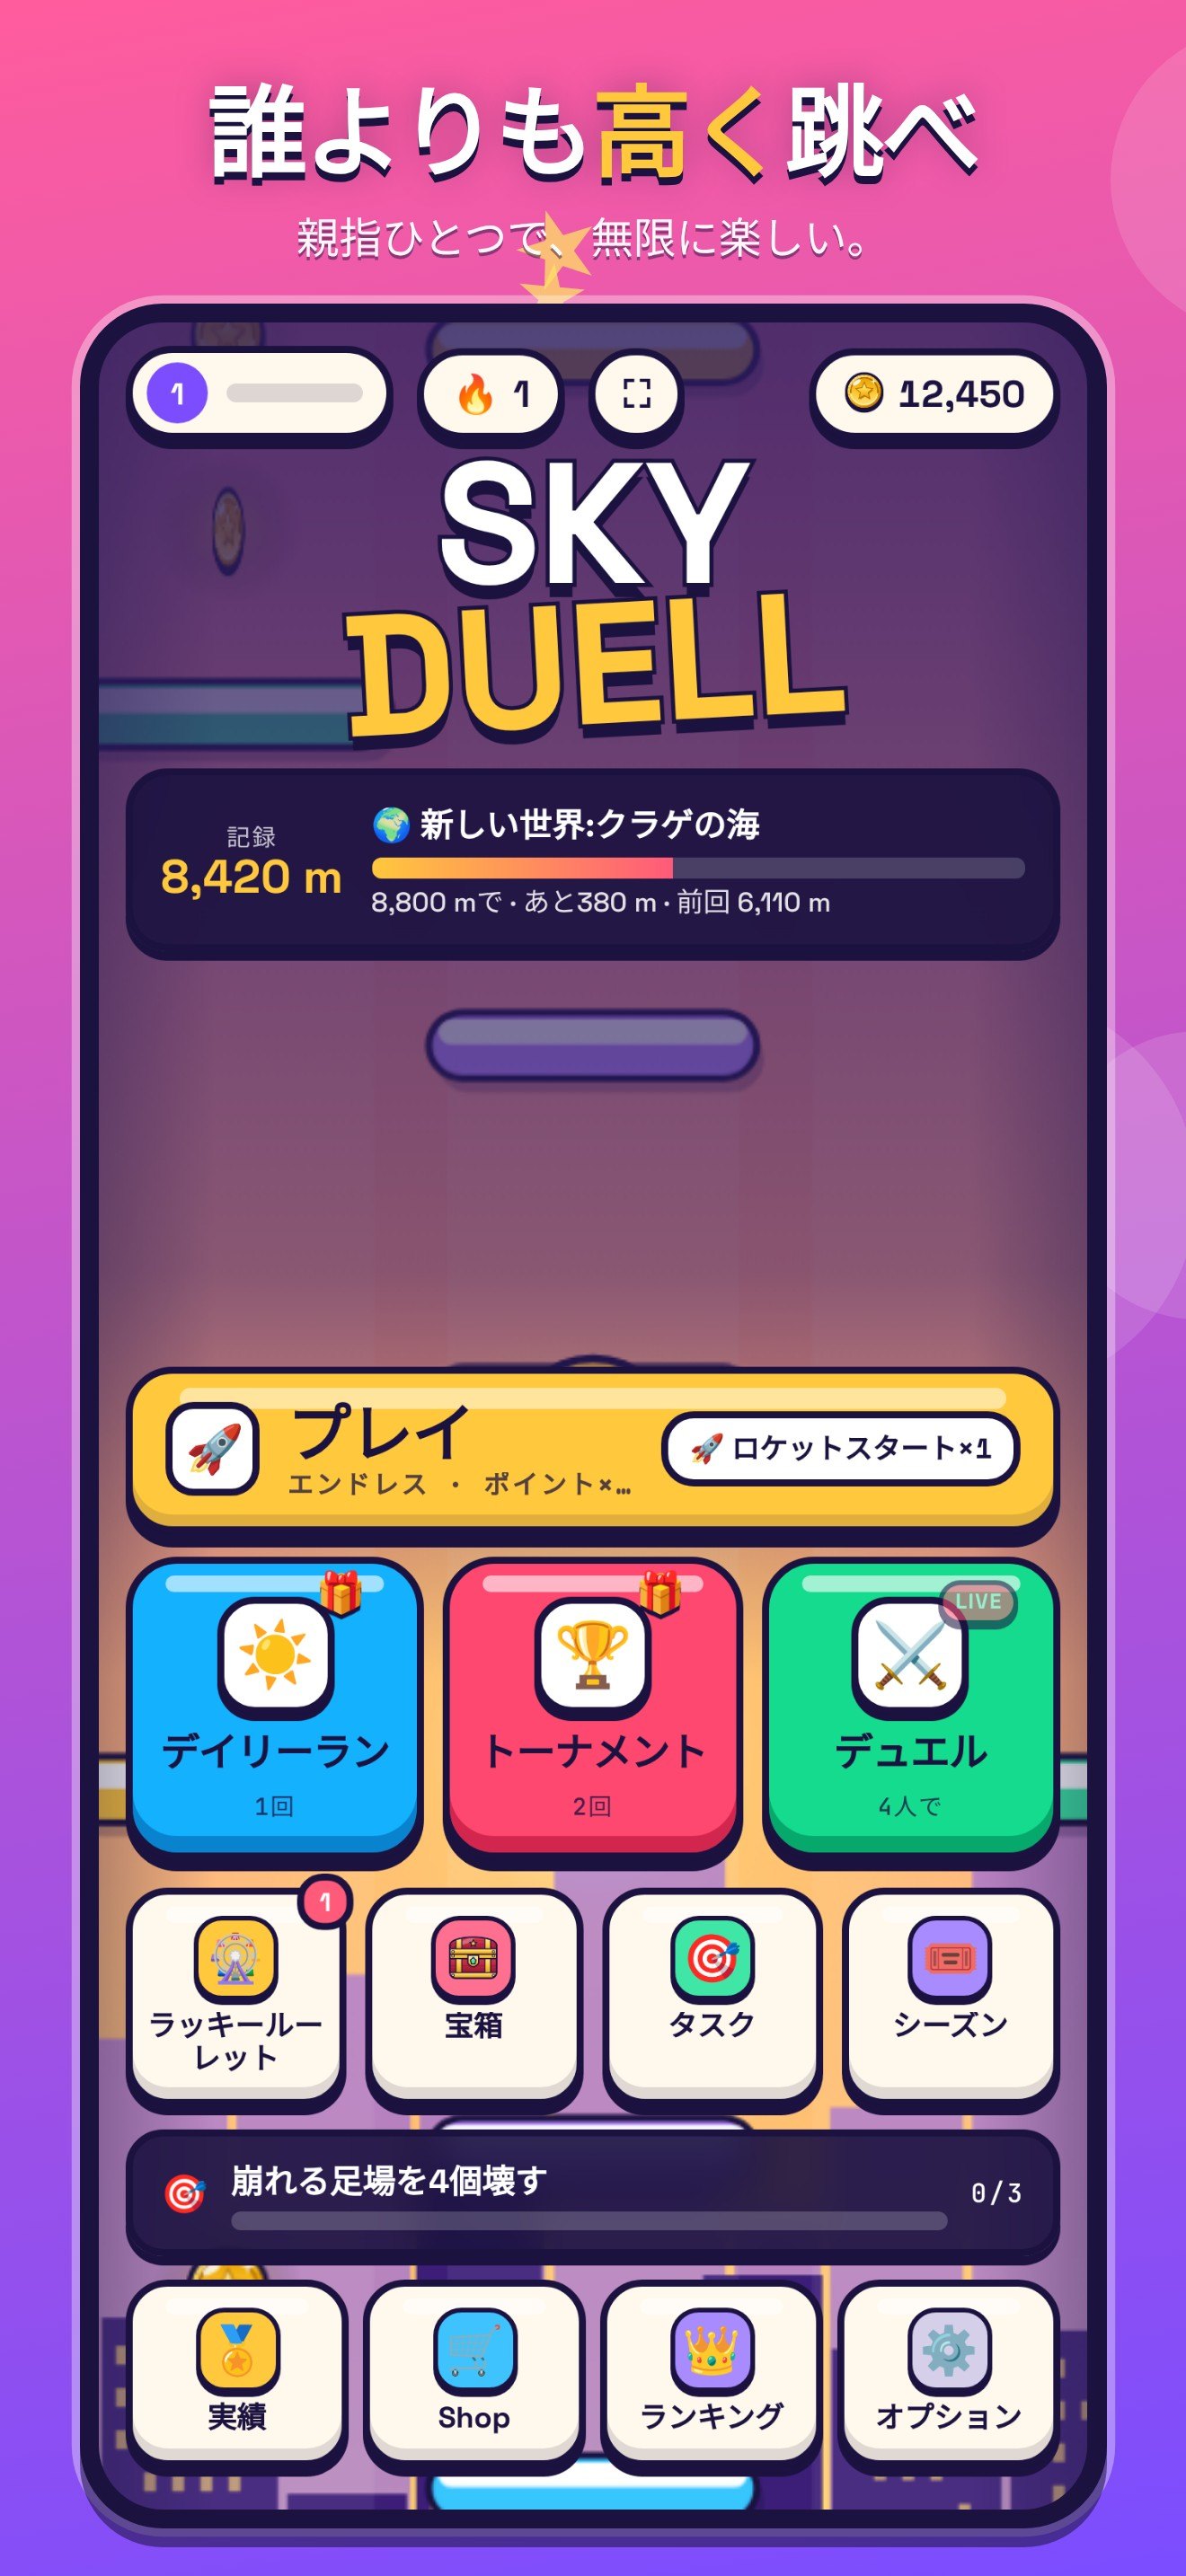 誰よりも高く跳べ
親指ひとつで、無限に楽しい。
1
1
12,450
SKY
DUELL
記録
8,420 m
新しい世界:クラゲの海
8,800 mで・あと380 m・前回 6,110 m
プレイ
エンドレス ・ ポイント×…
ロケットスタート×1
デイリーラン
1回
トーナメント
2回
LIVE
デュエル
4人で
1
ラッキールー
レット
宝箱
タスク
シーズン
崩れる足場を4個壊す
0/3
実績
Shop
ランキング
オプション